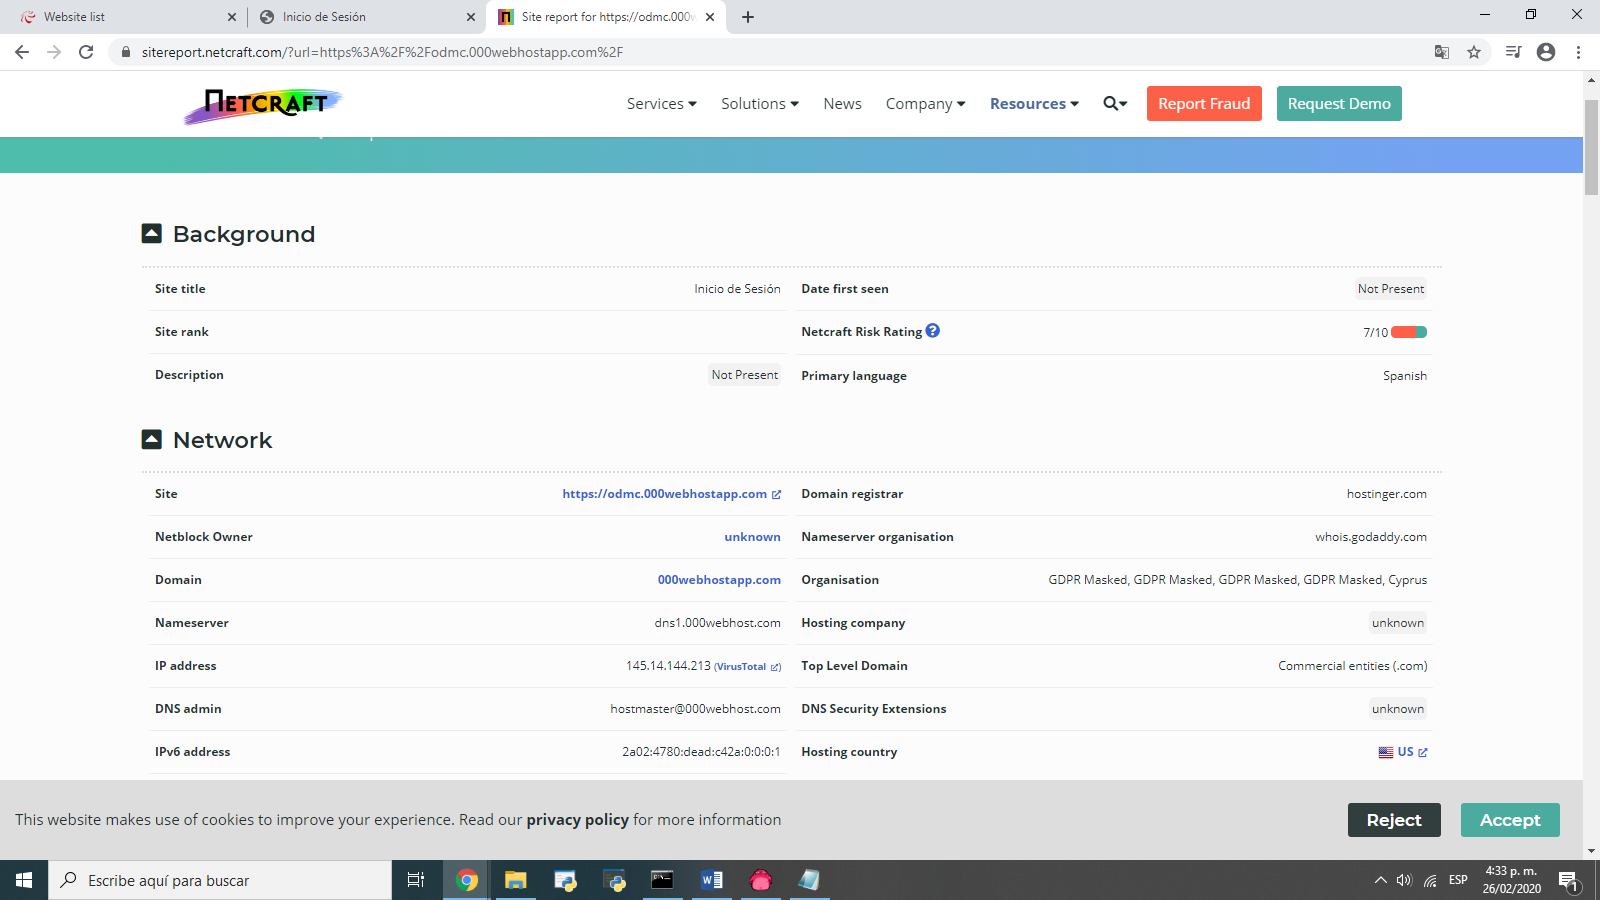 Website list
Inicio de Sesión
Site report for https://odmc.000w
sitereport.netcraft.com/?url=https%3A%2F%2Fodmc.000webhostapp.com%2F
NETCRAFT
Services
Solutions
News
Company
Resources
Report Fraud
Request Demo
Background
Site title Inicio de Sesión
Date first seen Not Present
Site rank
Netcraft Risk Rating ? 7/10
Description Not Present
Primary language Spanish
Network
Site https://odmc.000webhostapp.com
Domain registrar hostinger.com
Netblock Owner unknown
Nameserver organisation whois.godaddy.com
Domain 000webhostapp.com
Organisation GDPR Masked, GDPR Masked, GDPR Masked, GDPR Masked, Cyprus
Nameserver dns1.000webhost.com
Hosting company unknown
IP address 145.14.144.213 (VirusTotal)
Top Level Domain Commercial entities (.com)
DNS admin hostmaster@000webhost.com
DNS Security Extensions unknown
IPv6 address 2a02:4780:dead:c42a:0:0:0:1
Hosting country US
This website makes use of cookies to improve your experience. Read our privacy policy for more information
Reject
Accept
Escribe aquí para buscar
ESP
4:33 p. m.
26/02/2020
1